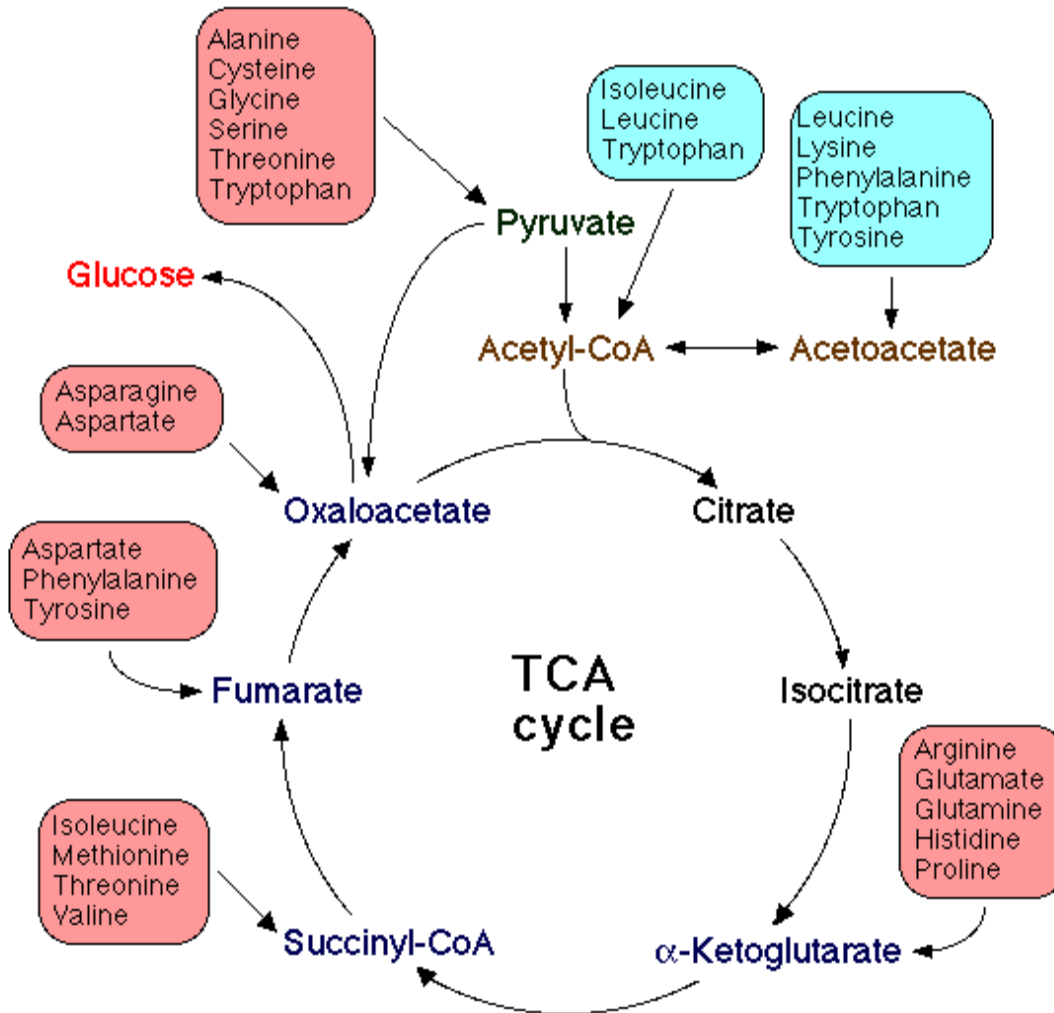 Alanine
Cysteine
Glycine
Serine
Threonine
Tryptophan
Isoleucine
Leucine
Tryptophan
Leucine
Lysine
Phenylalanine
Tryptophan
Tyrosine
Pyruvate
Glucose
Acetyl-CoA
Acetoacetate
Asparagine
Aspartate
Oxaloacetate
Citrate
Aspartate
Phenylalanine
Tyrosine
Fumarate
TCA
cycle
Isocitrate
Arginine
Glutamate
Glutamine
Histidine
Proline
Isoleucine
Methionine
Threonine
Valine
Succinyl-CoA
α-Ketoglutarate